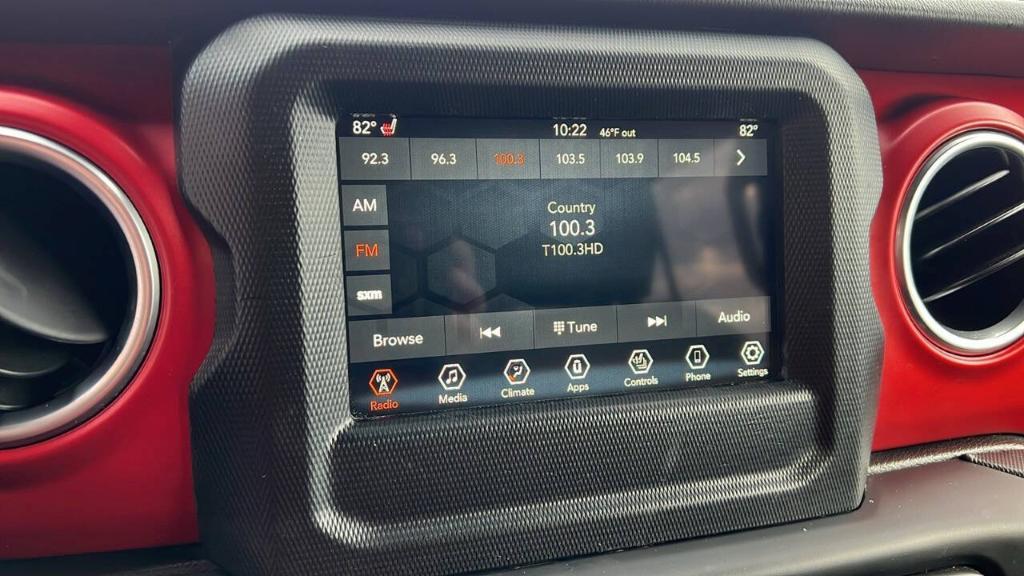 82° 10:22 46°F out 82°
92.3 96.3 100.3 103.5 103.9 104.5
AM
FM
sxm
Country
100.3
T100.3HD
Browse Tune Audio
Radio Media Climate Apps Controls Phone Settings